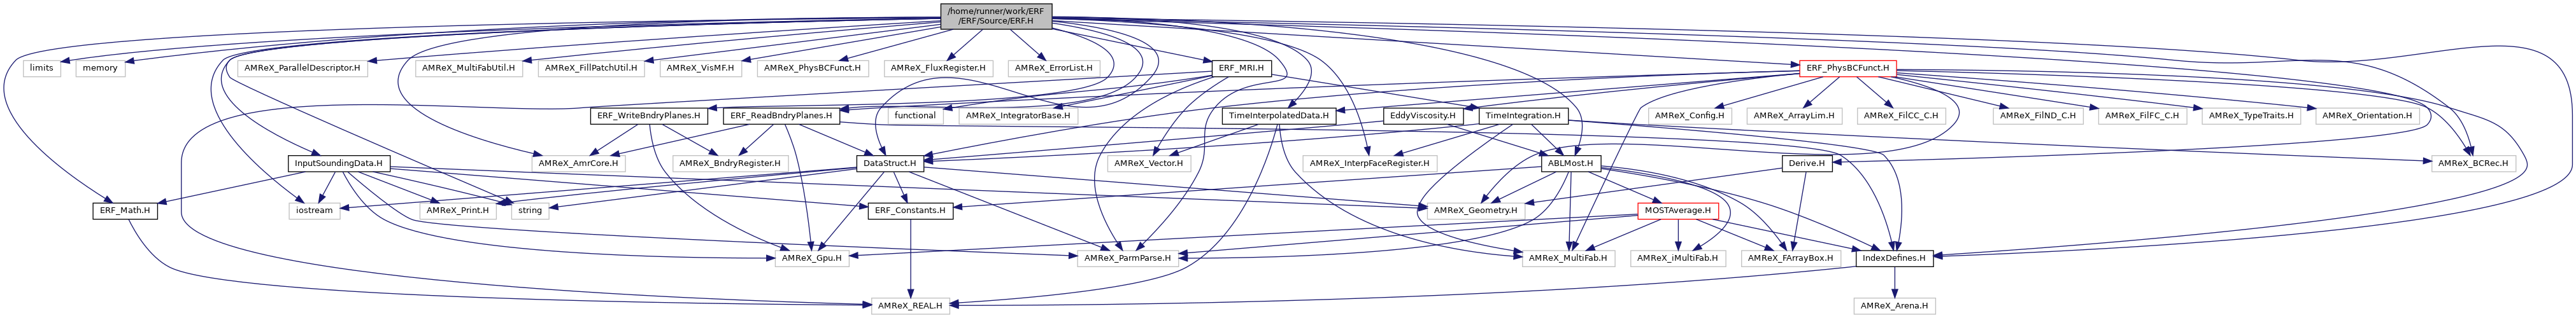 /home/runner/work/ERF
/ERF/Source/ERF.H
limits
memory
AMReX_ParallelDescriptor.H
AMReX_MultiFabUtil.H
AMReX_FillPatchUtil.H
AMReX_VisMF.H
AMReX_PhysBCFunct.H
AMReX_FluxRegister.H
AMReX_ErrorList.H
ERF_MRI.H
ERF_PhysBCFunct.H
ERF_WriteBndryPlanes.H
ERF_ReadBndryPlanes.H
functional
AMReX_IntegratorBase.H
TimeInterpolatedData.H
EddyViscosity.H
TimeIntegration.H
AMReX_Config.H
AMReX_ArrayLim.H
AMReX_FilCC_C.H
AMReX_FilND_C.H
AMReX_FilFC_C.H
AMReX_TypeTraits.H
AMReX_Orientation.H
InputSoundingData.H
AMReX_AmrCore.H
AMReX_BndryRegister.H
DataStruct.H
AMReX_Vector.H
AMReX_InterpFaceRegister.H
ABLMost.H
Derive.H
AMReX_BCRec.H
ERF_Math.H
iostream
AMReX_Print.H
string
ERF_Constants.H
AMReX_Geometry.H
MOSTAverage.H
AMReX_Gpu.H
AMReX_ParmParse.H
AMReX_MultiFab.H
AMReX_iMultiFab.H
AMReX_FArrayBox.H
IndexDefines.H
AMReX_REAL.H
AMReX_Arena.H